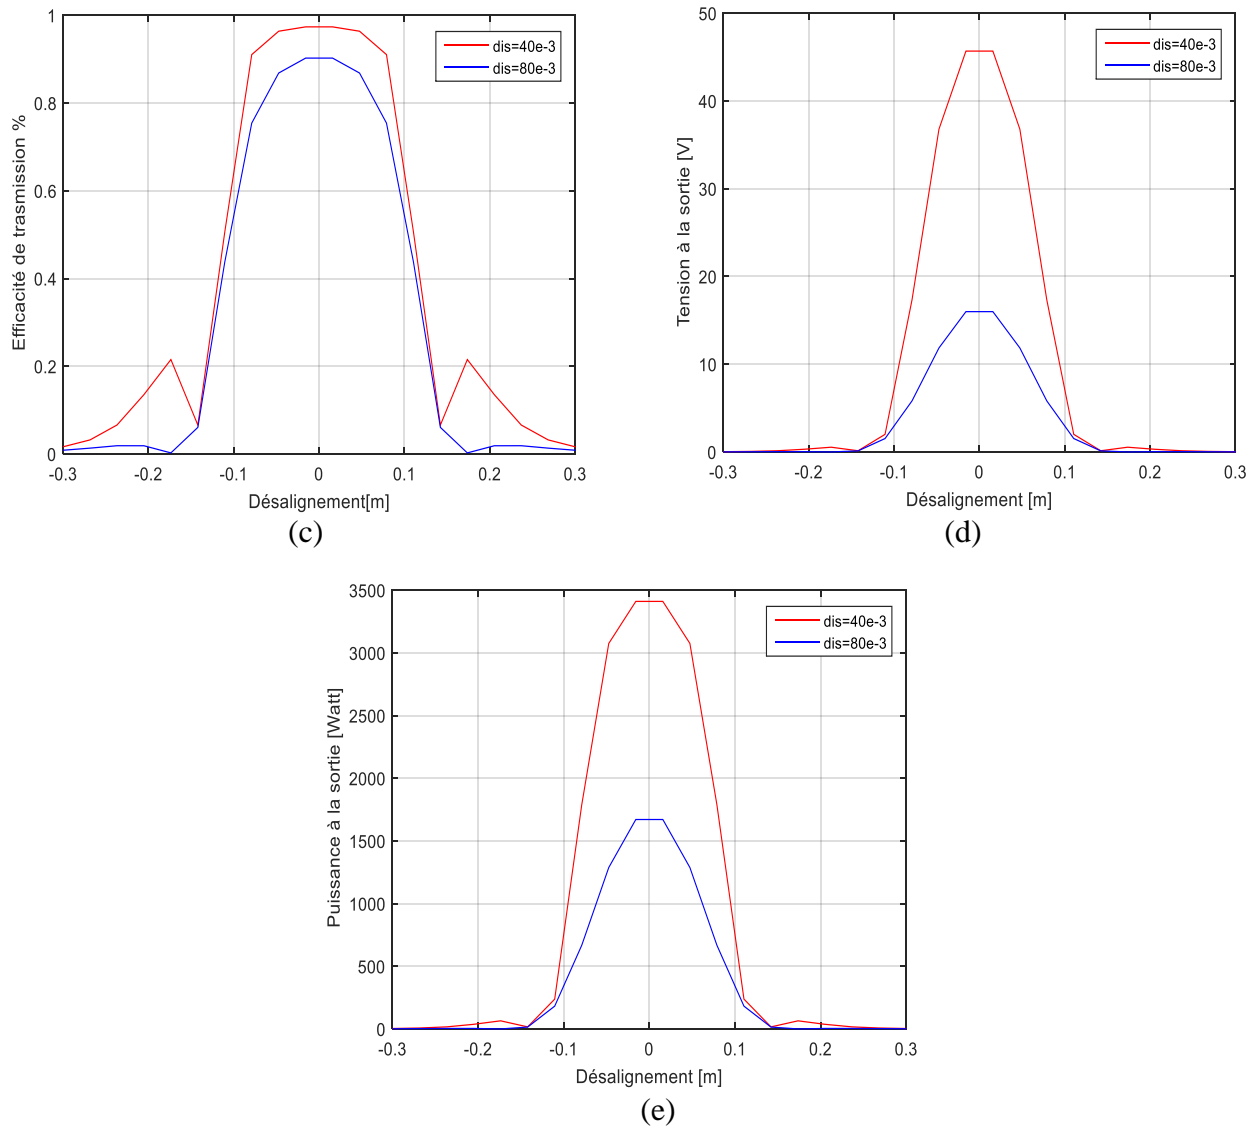 1
0.8
0.6
0.4
0.2
0
-0.3
-0.2
-0.1
0
0.1
0.2
0.3
Efficacité de trasmission %
Désalignement[m]
dis=40e-3
dis=80e-3
(c)
50
40
30
20
10
0
-0.3
-0.2
-0.1
0
0.1
0.2
0.3
Tension à la sortie [V]
Désalignement [m]
dis=40e-3
dis=80e-3
(d)
3500
3000
2500
2000
1500
1000
500
0
-0.3
-0.2
-0.1
0
0.1
0.2
0.3
Puissance à la sortie [Watt]
Désalignement [m]
dis=40e-3
dis=80e-3
(e)